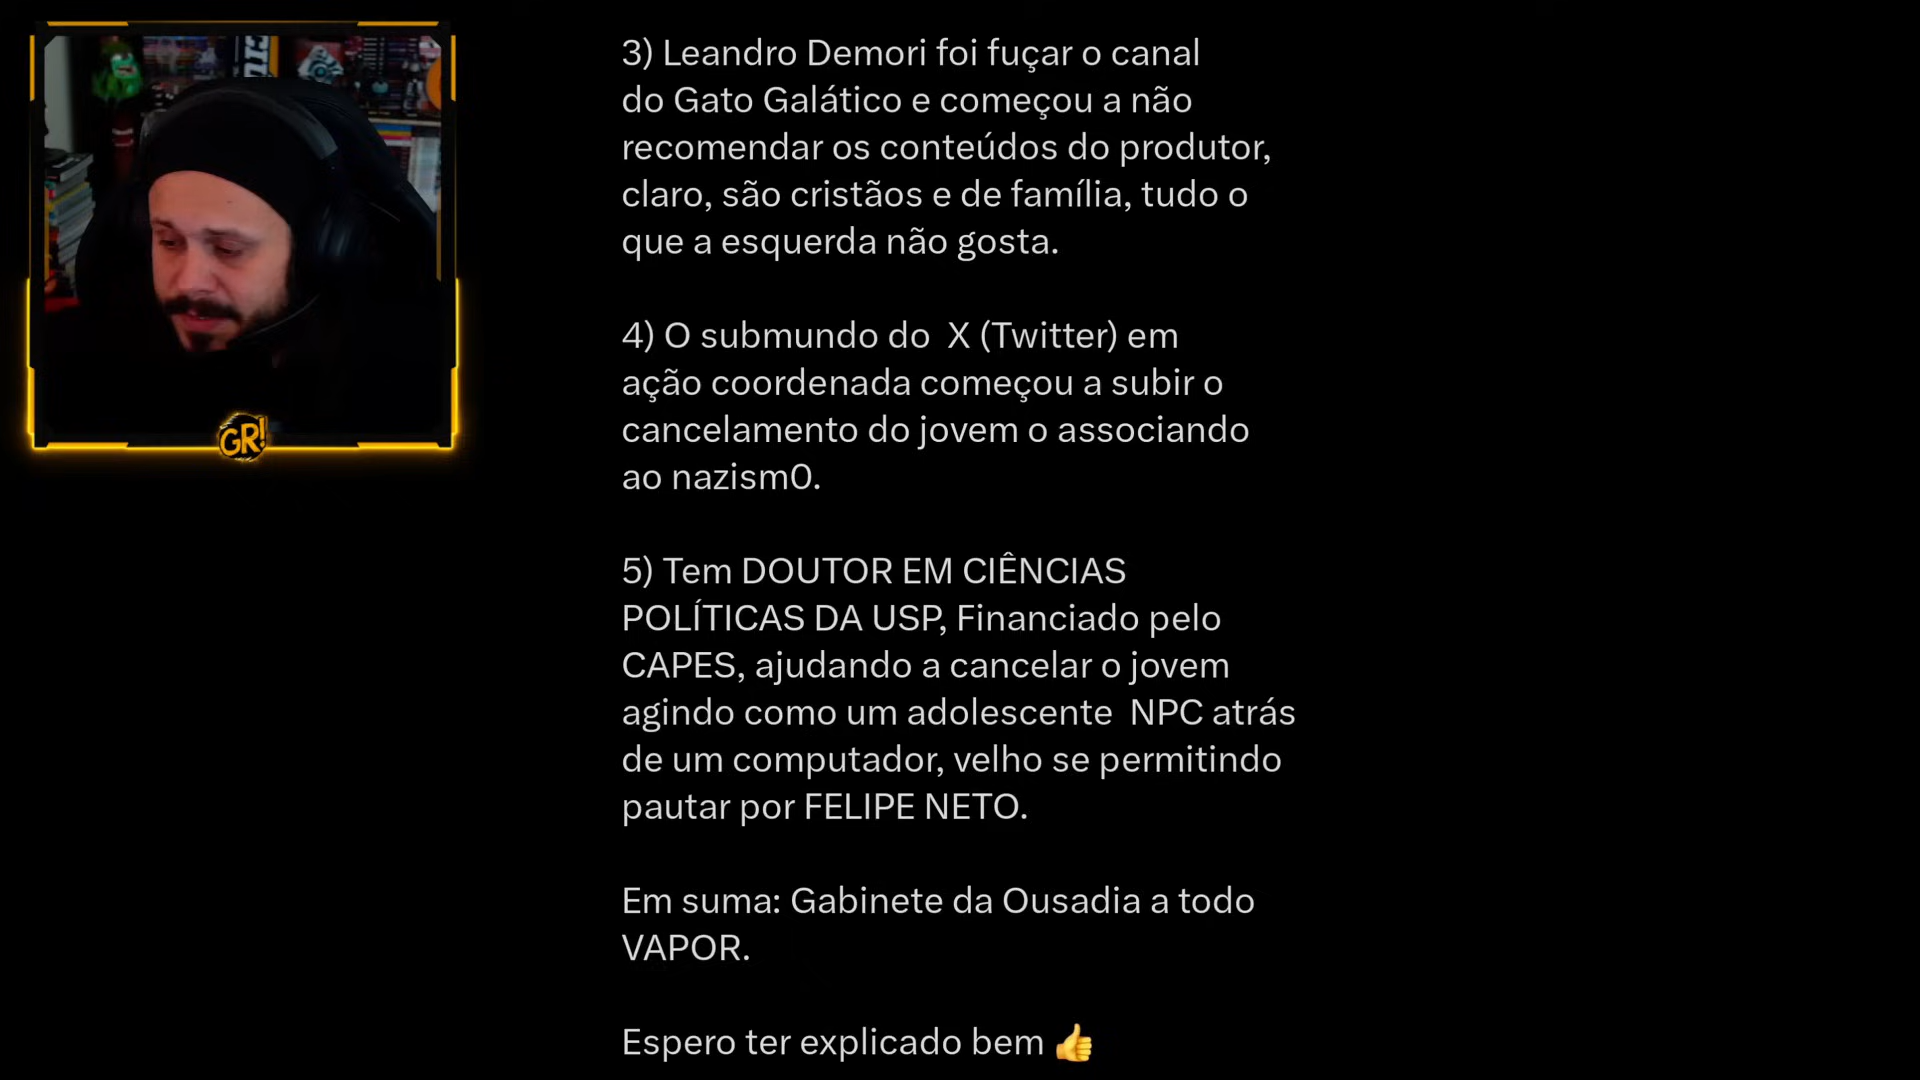 3) Leandro Demori foi fuçar o canal
do Gato Galático e começou a não
recomendar os conteúdos do produtor,
claro, são cristãos e de família, tudo o
que a esquerda não gosta.
4) O submundo do  X (Twitter) em
ação coordenada começou a subir o
cancelamento do jovem o associando
ao nazism0.
5) Tem DOUTOR EM CIÊNCIAS
POLÍTICAS DA USP, Financiado pelo
CAPES, ajudando a cancelar o jovem
agindo como um adolescente  NPC atrás
de um computador, velho se permitindo
pautar por FELIPE NETO.
Em suma: Gabinete da Ousadia a todo
VAPOR.
Espero ter explicado bem 👍
GR!